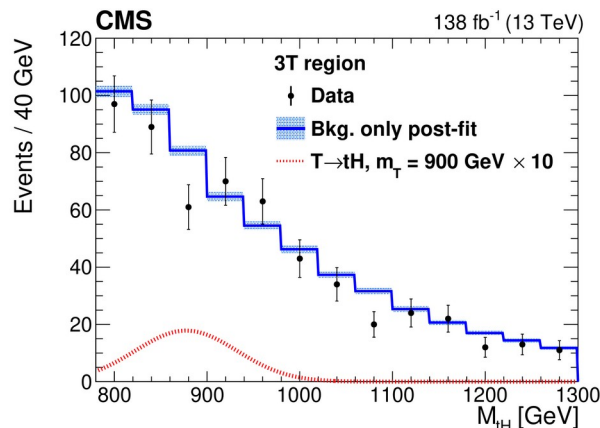 CMS 138 fb⁻¹ (13 TeV)
Events / 40 GeV
120
100
80
60
40
20
0
3T region
Data
Bkg. only post-fit
T→tH, m_T = 900 GeV × 10
800 900 1000 1100 1200 1300
M_tH [GeV]